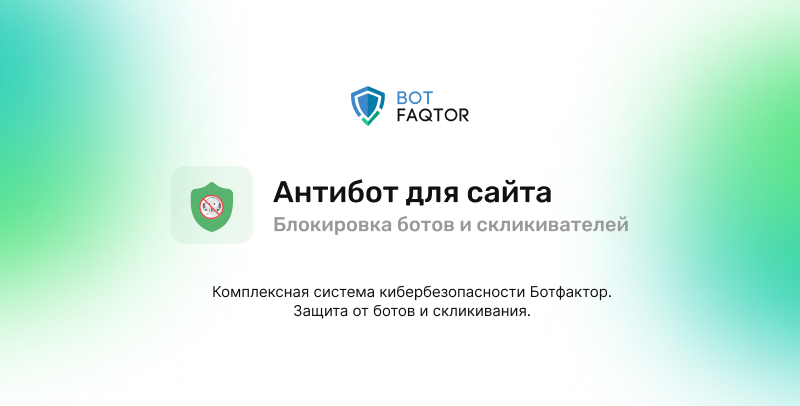 BOT
FAQTOR
Антибот для сайта
Блокировка ботов и скликивателей
Комплексная система кибербезопасности Ботфактор.
Защита от ботов и скликивания.